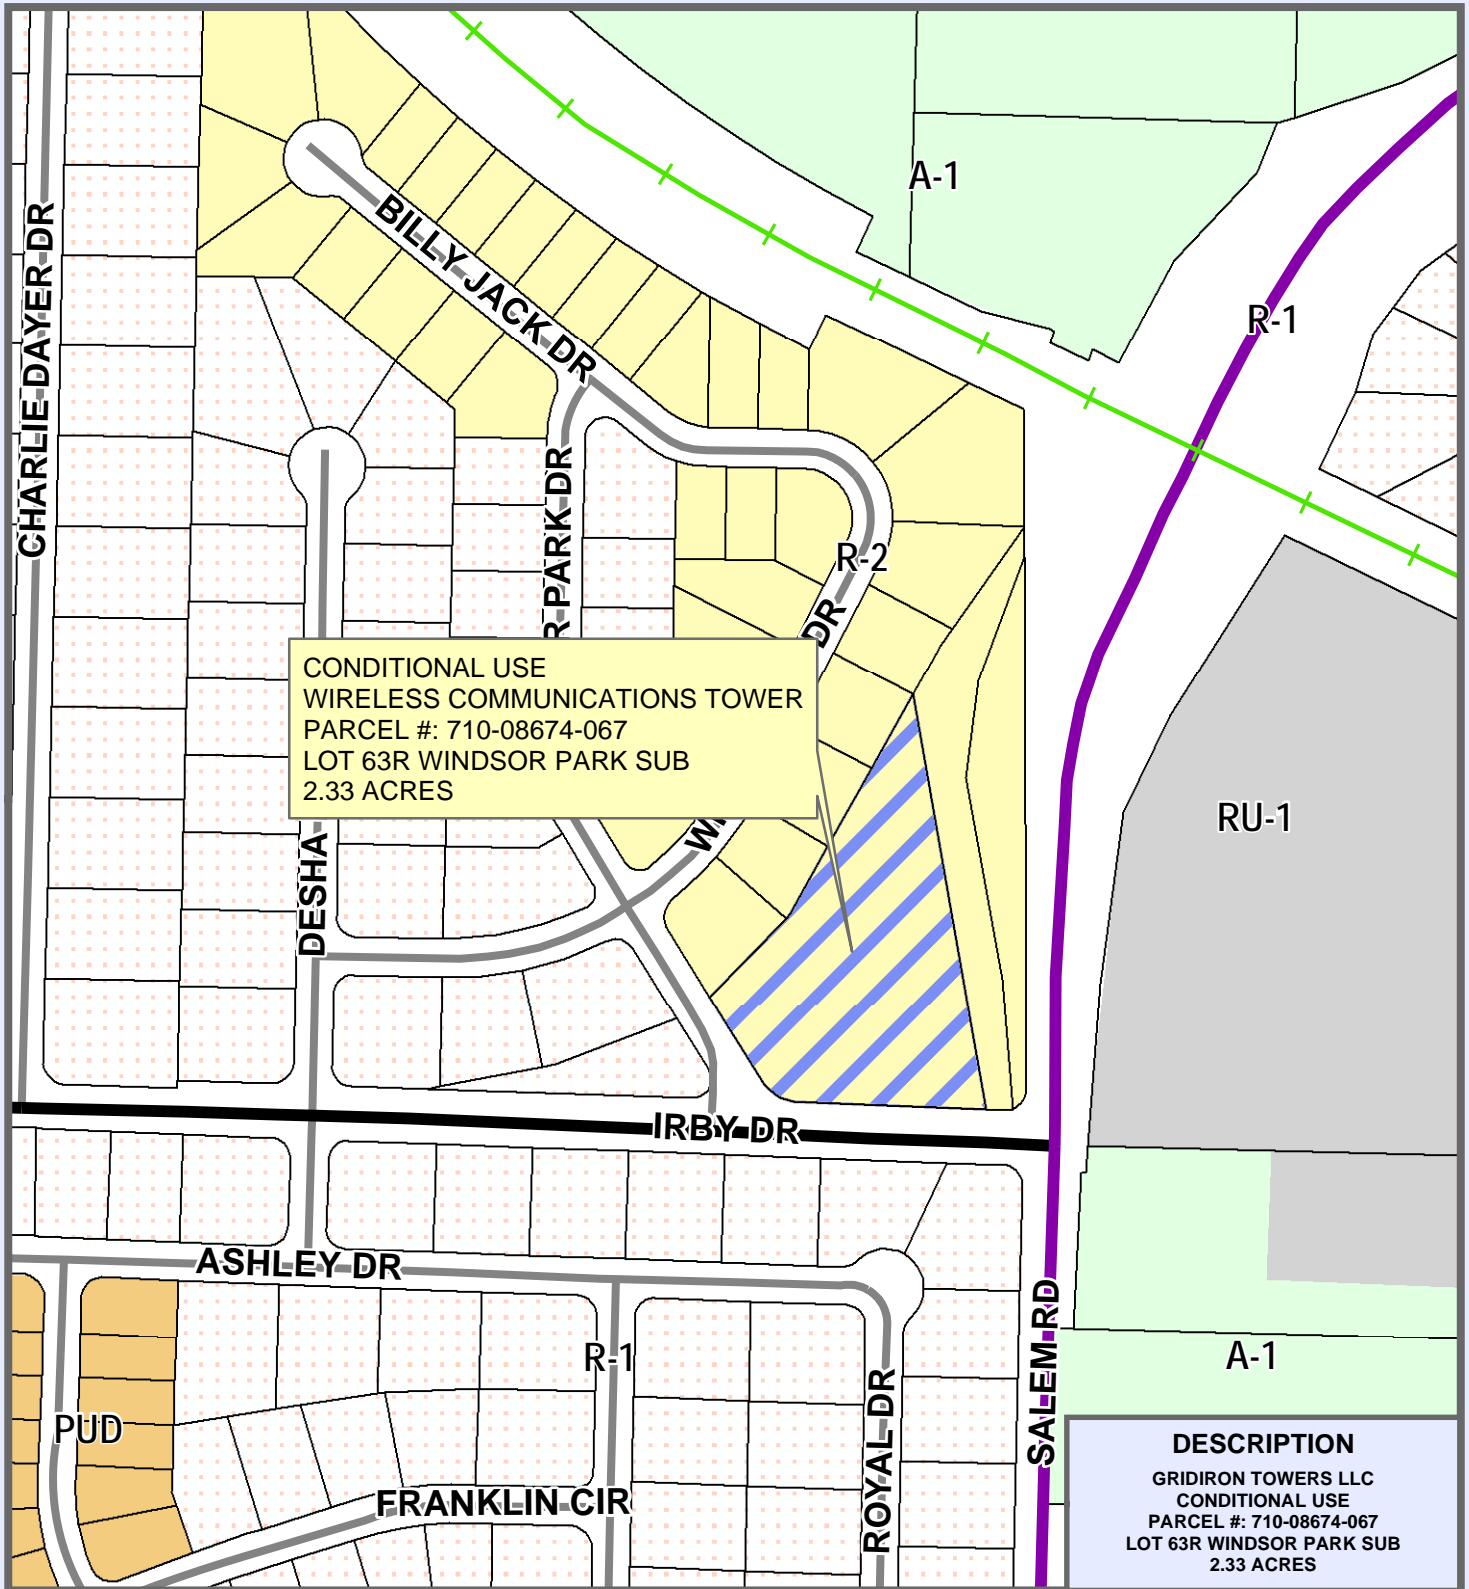 A-1
CHARLIE DAYER DR
BILLY JACK DR
R-1
R PARK DR
R-2
DR
CONDITIONAL USE
WIRELESS COMMUNICATIONS TOWER
PARCEL #: 710-08674-067
LOT 63R WINDSOR PARK SUB
2.33 ACRES
RU-1
DESHA
IRBY DR
ASHLEY DR
SALEM RD
R-1
A-1
PUD
ROYAL DR
FRANKLIN CIR
DESCRIPTION
GRIDIRON TOWERS LLC
CONDITIONAL USE
PARCEL #: 710-08674-067
LOT 63R WINDSOR PARK SUB
2.33 ACRES